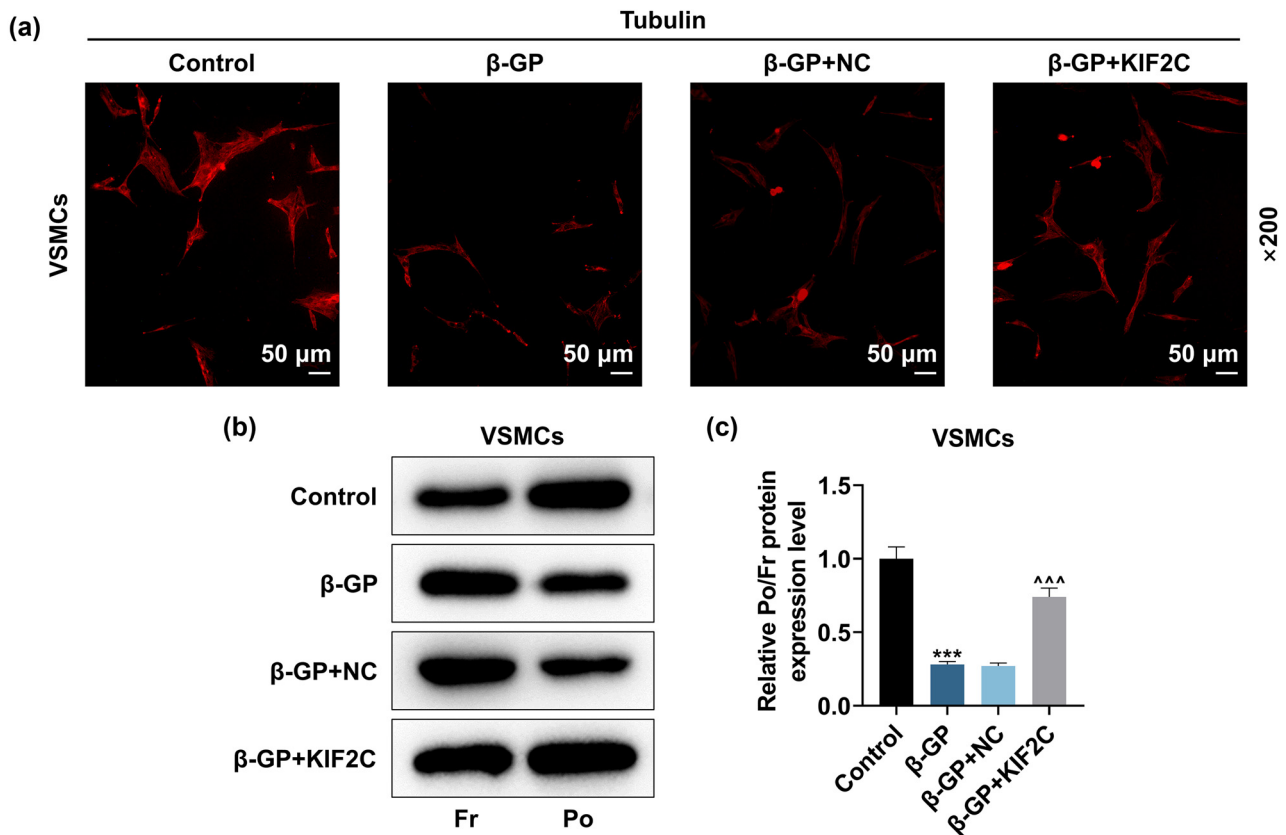 (a)
Tubulin
Control
β-GP
β-GP+NC
β-GP+KIF2C
VSMCs
50 μm
50 μm
50 μm
50 μm
×200
(b)
VSMCs
Control
β-GP
β-GP+NC
β-GP+KIF2C
Fr
Po
(c)
VSMCs
Relative Po/Fr protein
expression level
1.5
1.0
0.5
0.0
***
^^^
Control
β-GP
β-GP+NC
β-GP+KIF2C